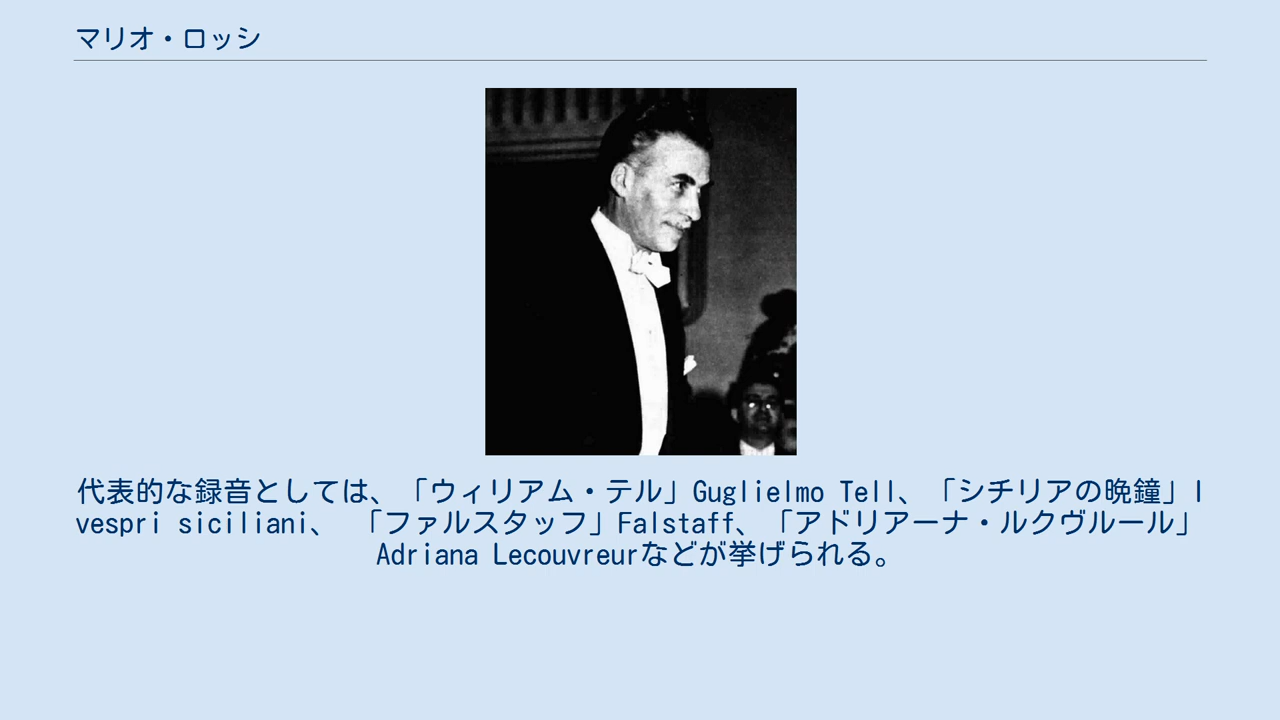 マリオ・ロッシ
代表的な録音としては、「ウィリアム・テル」Guglielmo Tell、「シチリアの晩鐘」I
vespri siciliani、 「ファルスタッフ」Falstaff、「アドリアーナ・ルクヴルール」
Adriana Lecouvreurなどが挙げられる。